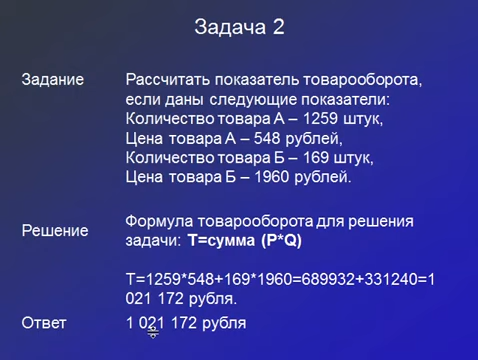 Задача 2
Задание
Рассчитать показатель товарооборота,
если даны следующие показатели:
Количество товара А – 1259 штук,
Цена товара А – 548 рублей,
Количество товара Б – 169 штук,
Цена товара Б – 1960 рублей.
Решение
Формула товарооборота для решения
задачи: Т=сумма (P*Q)
Т=1259*548+169*1960=689932+331240=1
021 172 рубля.
Ответ
1 021 172 рубля